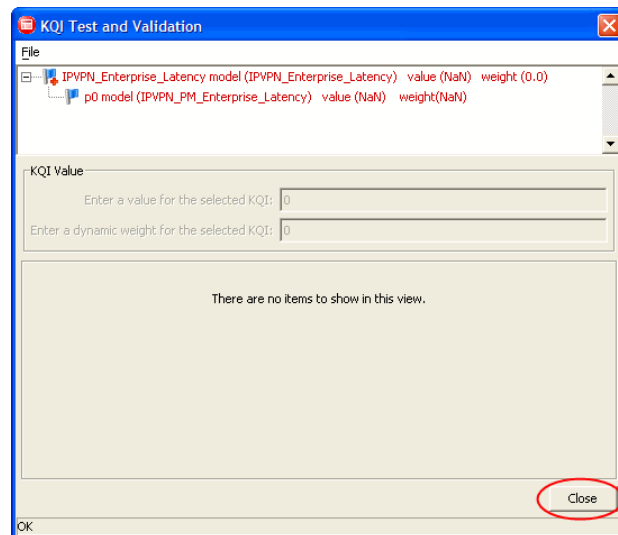 KQI Test and Validation
File
IPVPN_Enterprise_Latency model (IPVPN_Enterprise_Latency) value (NaN) weight (0.0)
p0 model (IPVPN_PM_Enterprise_Latency) value (NaN) weight(NaN)
KQI Value
Enter a value for the selected KQI: 0
Enter a dynamic weight for the selected KQI: 0
There are no items to show in this view.
Close
OK